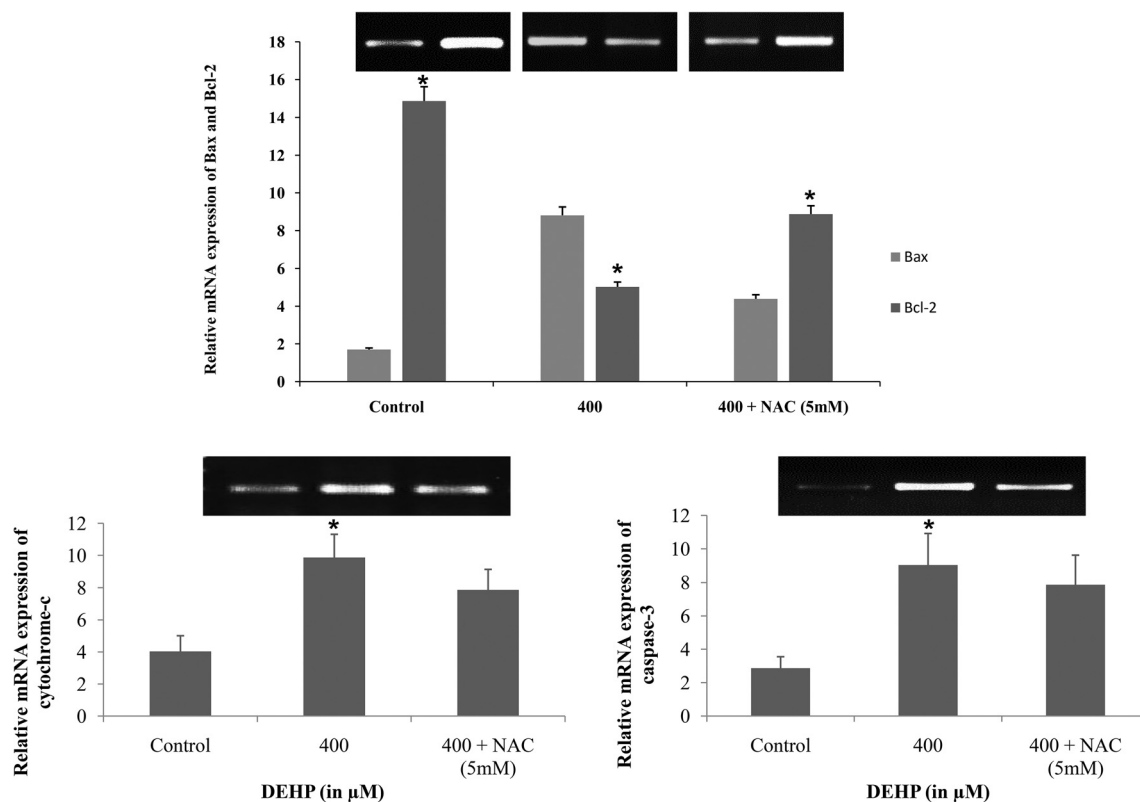 Relative mRNA expression of Bax and Bcl-2
18
16
14
12
10
8
6
4
2
0
*
*
*
Control
400
400 + NAC (5mM)
Bax
Bcl-2
Relative mRNA expression of
cytochrome-c
12
10
8
6
4
2
0
*
Control
400
400 + NAC
(5mM)
DEHP (in µM)
Relative mRNA expression of
caspase-3
12
10
8
6
4
2
0
*
Control
400
400 + NAC
(5mM)
DEHP (in µM)